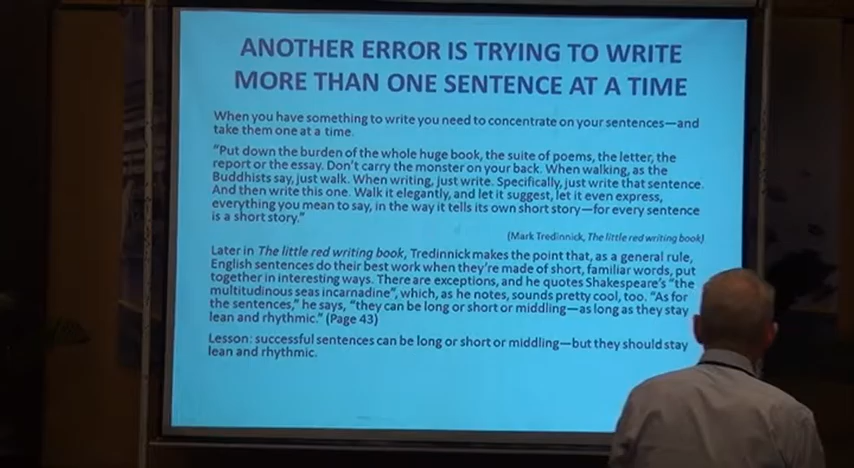 ANOTHER ERROR IS TRYING TO WRITE
MORE THAN ONE SENTENCE AT A TIME
When you have something to write you need to concentrate on your sentences—and
take them one at a time.
"Put down the burden of the whole huge book, the suite of poems, the letter, the
report or the essay. Don't carry the monster on your back. When walking, as the
Buddhists say, just walk. When writing, just write. Specifically, just write that sentence.
And then write this one. Walk it elegantly, and let it suggest, let it even express,
everything you mean to say, in the way it tells its own short story—for every sentence
is a short story."
(Mark Tredinnick, The little red writing book)
Later in The little red writing book, Tredinnick makes the point that, as a general rule,
English sentences do their best work when they're made of short, familiar words, put
together in interesting ways. There are exceptions, and he quotes Shakespeare's "the
multitudinous seas incarnadine", which, as he notes, sounds pretty cool, too. "As for
the sentences," he says, "they can be long or short or middling—as long as they stay
lean and rhythmic." (Page 43)
Lesson: successful sentences can be long or short or middling—but they should stay
lean and rhythmic.